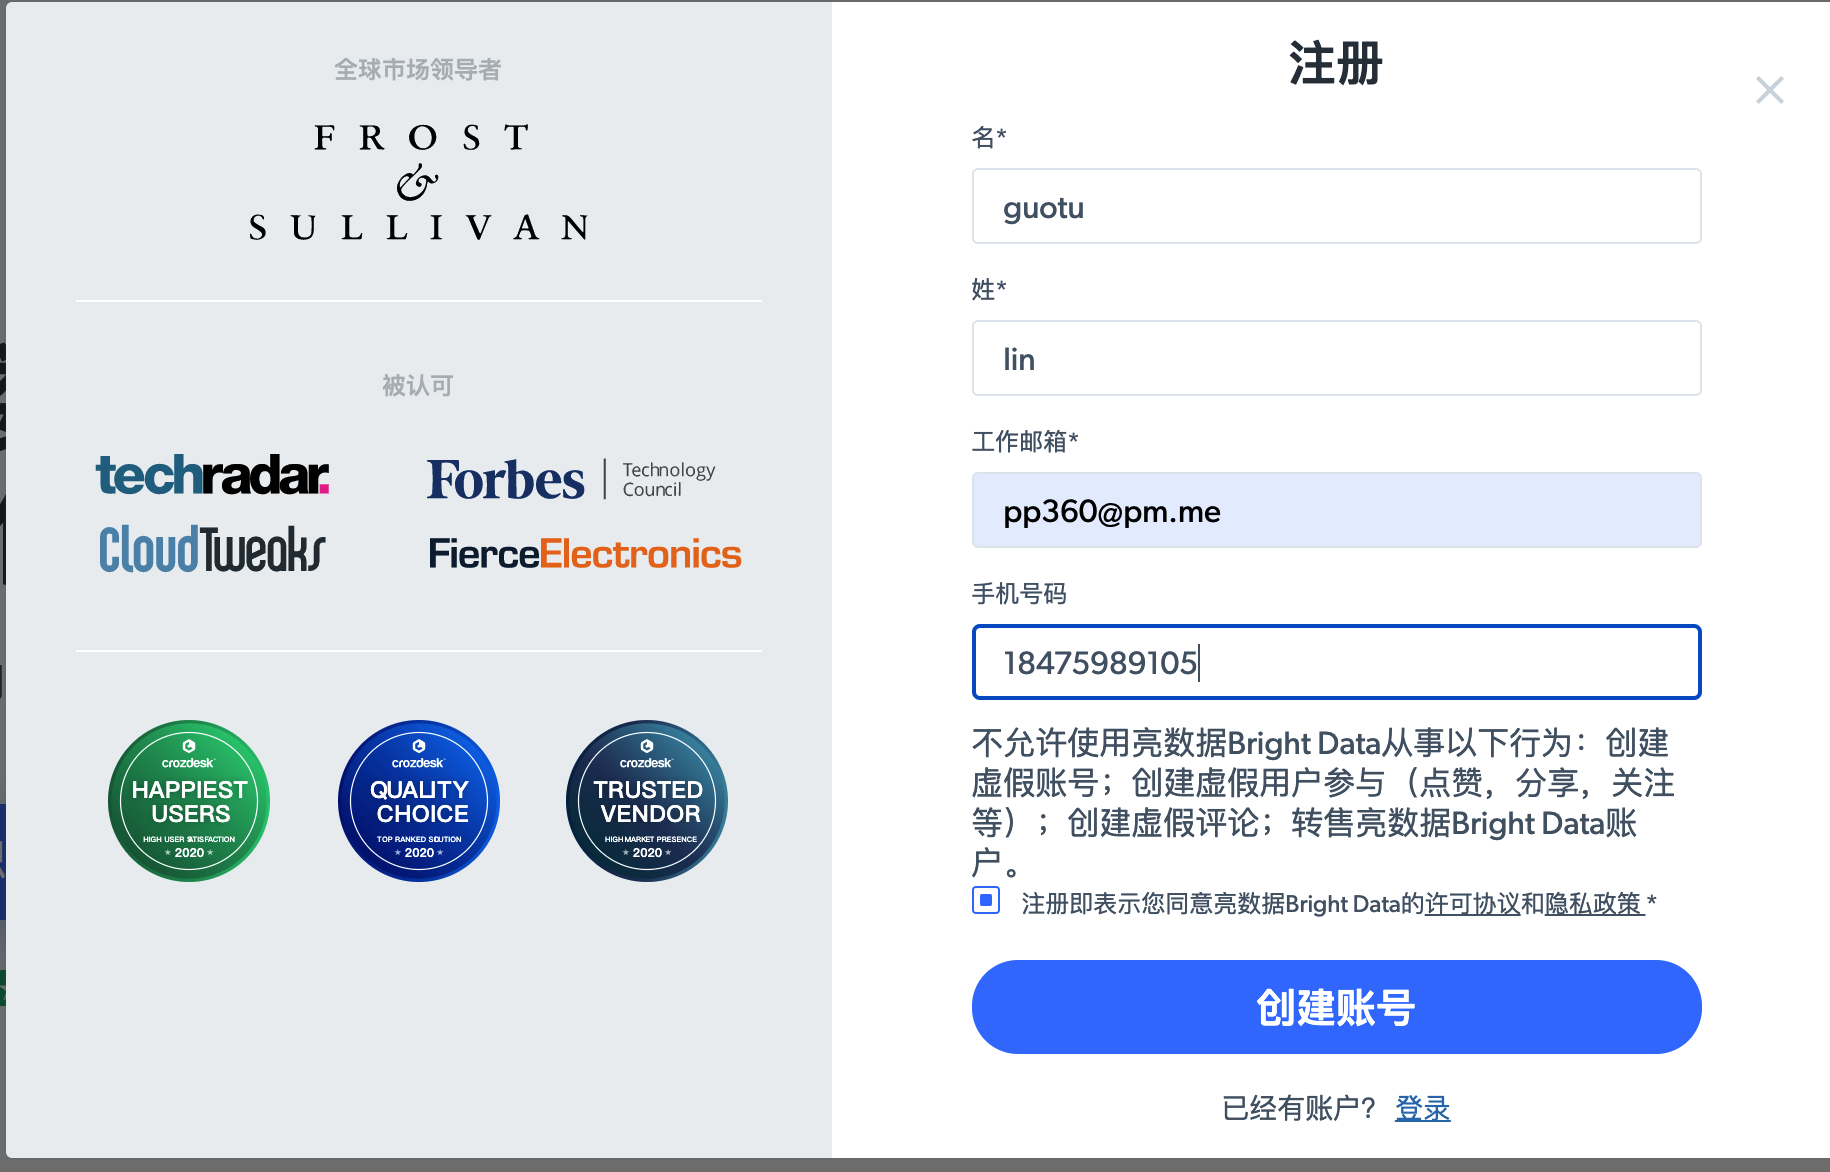 全球市场领导者
FROST
&
SULLIVAN
被认可
techradar.
Forbes | Technology Council
CloudTweaks
FierceElectronics
crozdesk
HAPPIEST
USERS
HIGH USER SATISFACTION
★ 2020 ★
crozdesk
QUALITY
CHOICE
TOP RANKED SOLUTION
★ 2020 ★
crozdesk
TRUSTED
VENDOR
HIGH MARKET PRESENCE
★ 2020 ★
注册
名*
guotu
姓*
lin
工作邮箱*
pp360@pm.me
手机号码
18475989105
不允许使用亮数据Bright Data从事以下行为：创建
虚假账号；创建虚假用户参与（点赞，分享，关注
等）；创建虚假评论；转售亮数据Bright Data账
户。
注册即表示您同意亮数据Bright Data的许可协议和隐私政策 *
创建账号
已经有账户? 登录